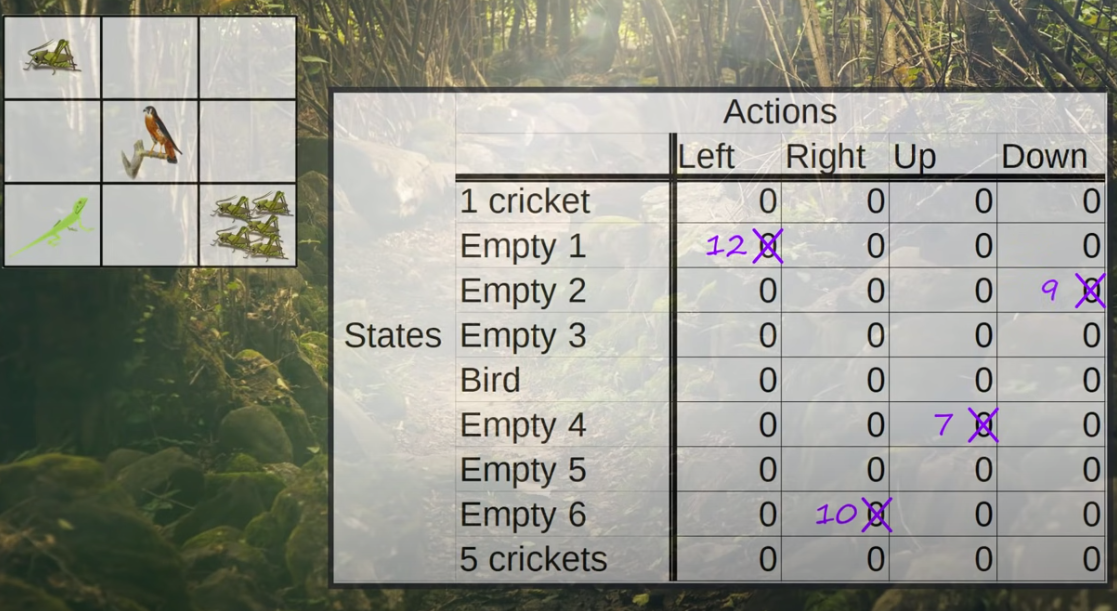 Actions
Left Right Up Down
1 cricket 0 0 0 0
Empty 1 12 0 0 0 0
Empty 2 0 0 0 9 0
Empty 3 0 0 0 0
States
Bird 0 0 0 0
Empty 4 0 0 7 0 0
Empty 5 0 0 0 0
Empty 6 0 10 0 0 0
5 crickets 0 0 0 0